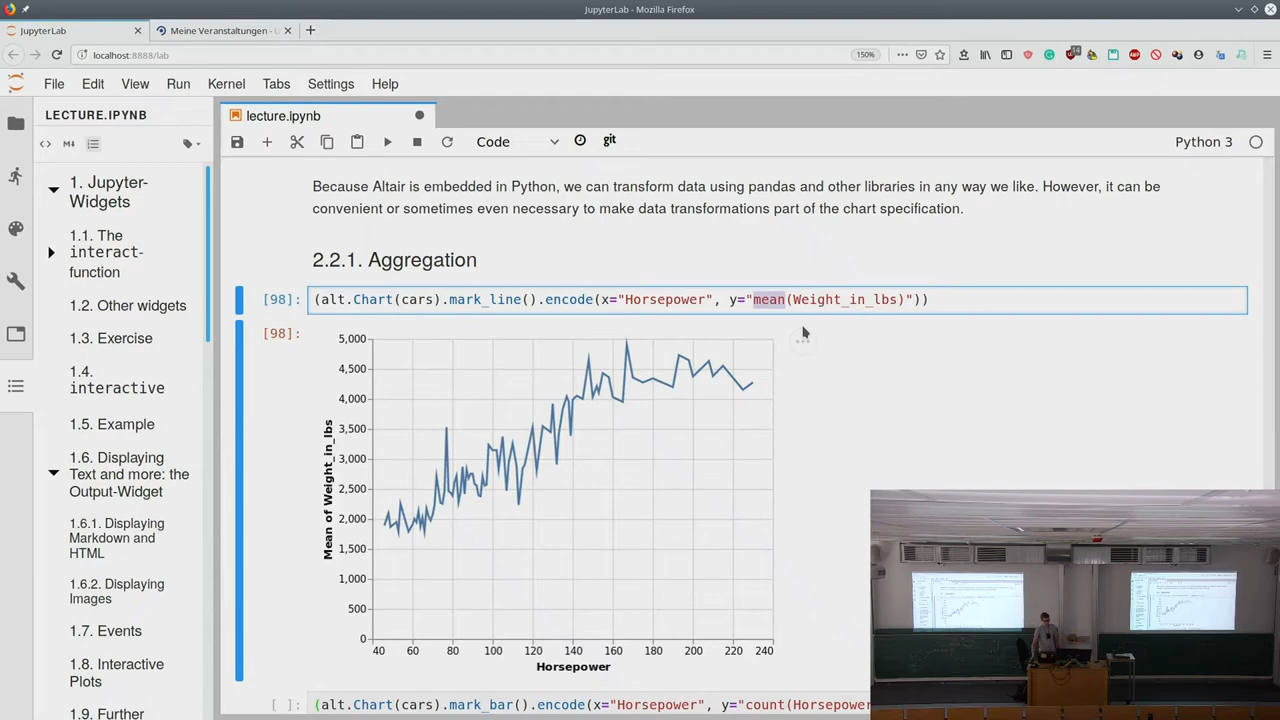 JupyterLab - Mozilla Firefox
JupyterLab
Meine Veranstaltungen - U
localhost:8888/lab
150%
14
ABP
File Edit View Run Kernel Tabs Settings Help
LECTURE.IPYNB
lecture.ipynb
Code
git
Python 3
1. Jupyter-
Widgets
1.1. The
interact-
function
1.2. Other widgets
1.3. Exercise
1.4.
interactive
1.5. Example
1.6. Displaying
Text and more: the
Output-Widget
1.6.1. Displaying
Markdown and
HTML
1.6.2. Displaying
Images
1.7. Events
1.8. Interactive
Plots
1.9. Further
Because Altair is embedded in Python, we can transform data using pandas and other libraries in any way we like. However, it can be
convenient or sometimes even necessary to make data transformations part of the chart specification.
2.2.1. Aggregation
[98]: (alt.Chart(cars).mark_line().encode(x="Horsepower", y="mean(Weight_in_lbs)"))
[98]:
5,000
4,500
4,000
3,500
3,000
2,500
2,000
1,500
1,000
500
0
Mean of Weight_in_lbs
40 60 80 100 120 140 160 180 200 220 240
Horsepower
[ ]: (alt.Chart(cars).mark_bar().encode(x="Horsepower", y="count(Horsepower